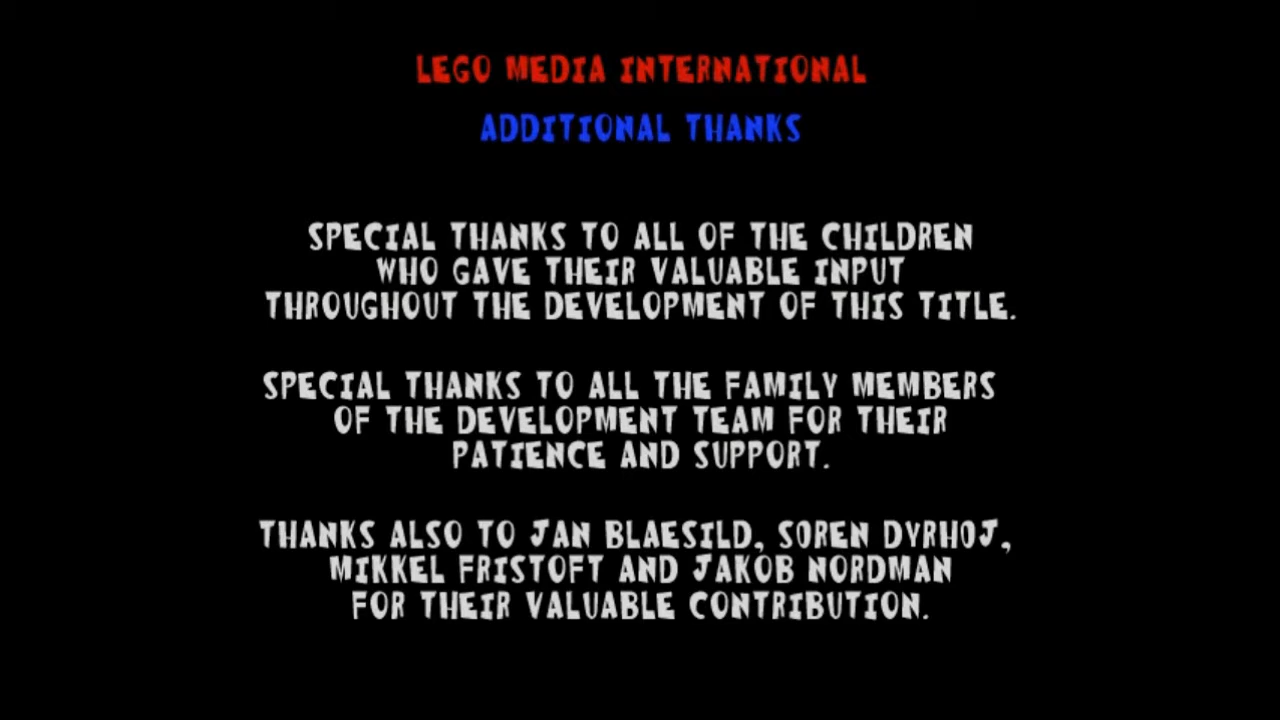 LEGO MEDIA INTERNATIONAL
ADDITIONAL THANKS
SPECIAL THANKS TO ALL OF THE CHILDREN
WHO GAVE THEIR VALUABLE INPUT
THROUGHOUT THE DEVELOPMENT OF THIS TITLE.
SPECIAL THANKS TO ALL THE FAMILY MEMBERS
OF THE DEVELOPMENT TEAM FOR THEIR
PATIENCE AND SUPPORT.
THANKS ALSO TO JAN BLAESILD, SOREN DYRHOJ,
MIKKEL FRISTOFT AND JAKOB NORDMAN
FOR THEIR VALUABLE CONTRIBUTION.